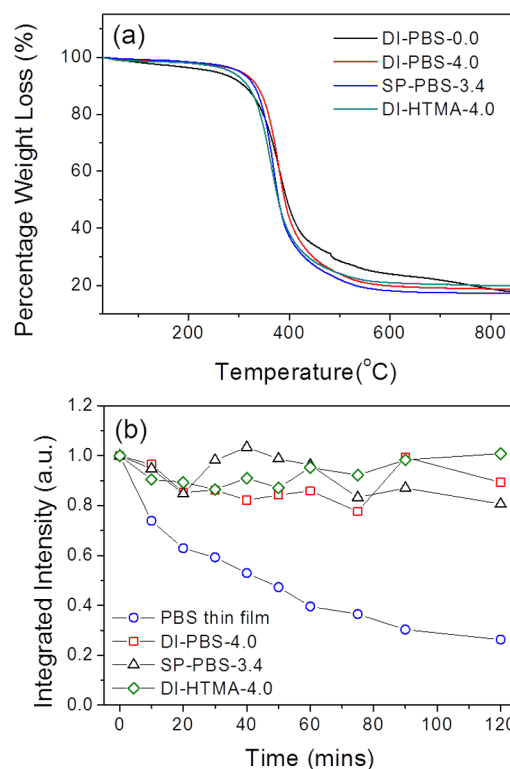 (a)
DI-PBS-0.0
DI-PBS-4.0
SP-PBS-3.4
DI-HTMA-4.0
Percentage Weight Loss (%)
100
80
60
40
20
200
400
600
800
Temperature(°C)
(b)
Integrated Intensity (a.u.)
1.2
1.0
0.8
0.6
0.4
0.2
0.0
PBS thin film
DI-PBS-4.0
SP-PBS-3.4
DI-HTMA-4.0
0
20
40
60
80
100
120
Time (mins)